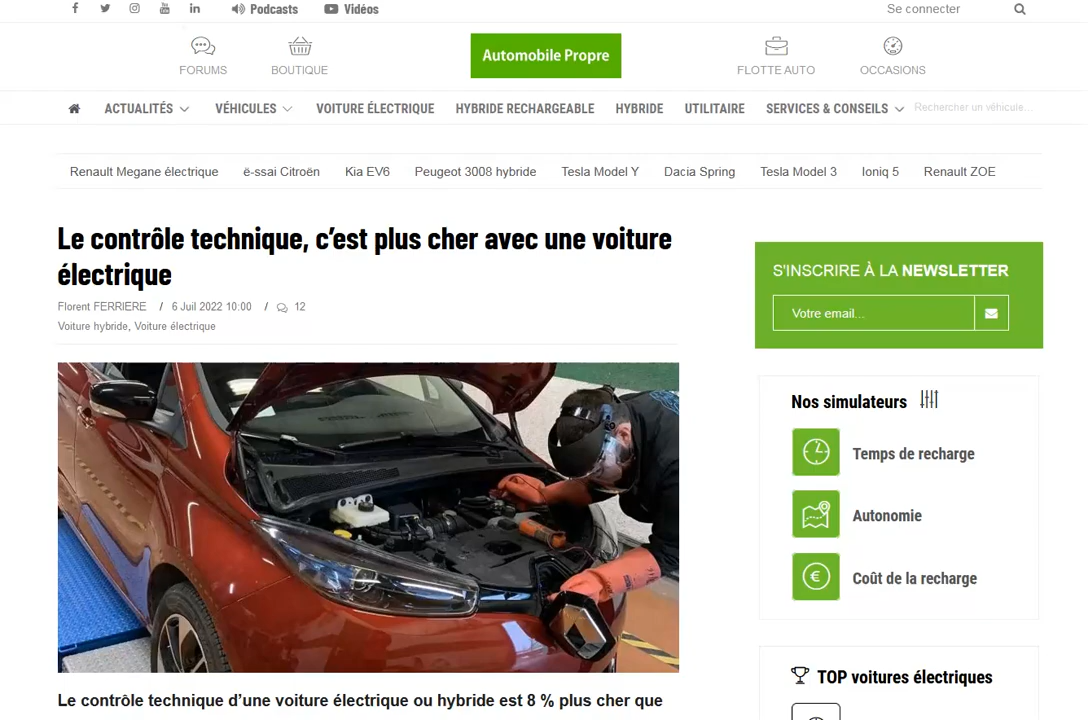 Podcasts Vidéos Se connecter
FORUMS BOUTIQUE Automobile Propre FLOTTE AUTO OCCASIONS
ACTUALITÉS VÉHICULES VOITURE ÉLECTRIQUE HYBRIDE RECHARGEABLE HYBRIDE UTILITAIRE SERVICES & CONSEILS Rechercher un véhicule...
Renault Megane électrique ë-ssai Citroën Kia EV6 Peugeot 3008 hybride Tesla Model Y Dacia Spring Tesla Model 3 Ioniq 5 Renault ZOE
Le contrôle technique, c’est plus cher avec une voiture
électrique
Florent FERRIERE / 6 Juil 2022 10:00 / 12
Voiture hybride, Voiture électrique
Le contrôle technique d’une voiture électrique ou hybride est 8 % plus cher que
S'INSCRIRE À LA NEWSLETTER
Votre email...
Nos simulateurs
Temps de recharge
Autonomie
Coût de la recharge
TOP voitures électriques